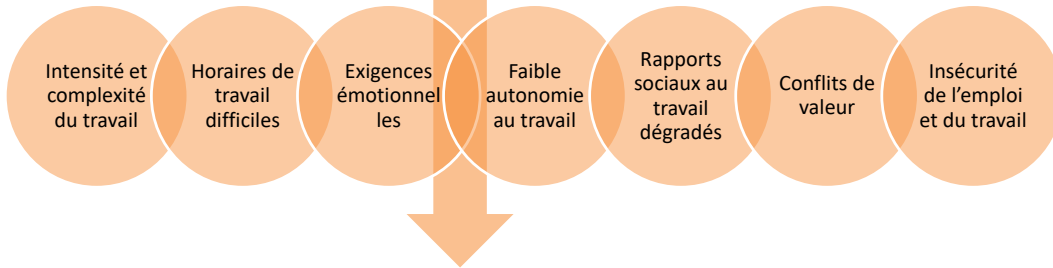 Intensité et
complexité
du travail
Horaires de
travail
difficiles
Exigences
émotionnel
les
Faible
autonomie
au travail
Rapports
sociaux au
travail
dégradés
Conflits de
valeur
Insécurité
de l’emploi
et du travail